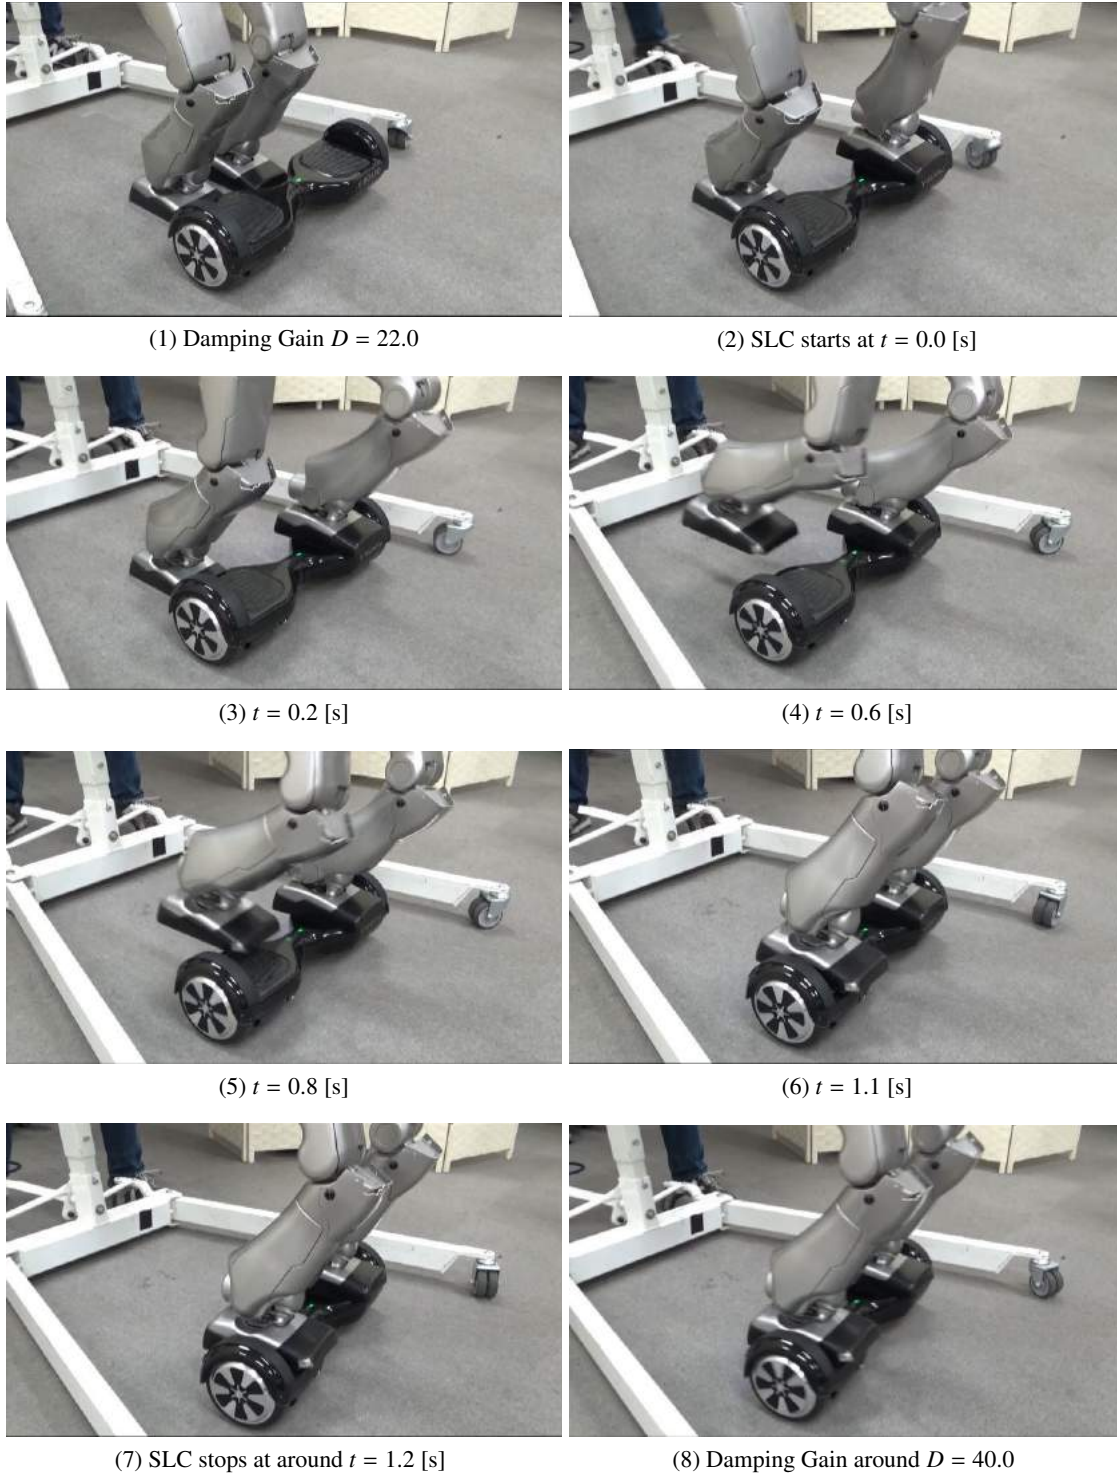 (1) Damping Gain D = 22.0
(2) SLC starts at t = 0.0 [s]
(3) t = 0.2 [s]
(4) t = 0.6 [s]
(5) t = 0.8 [s]
(6) t = 1.1 [s]
(7) SLC stops at around t = 1.2 [s]
(8) Damping Gain around D = 40.0